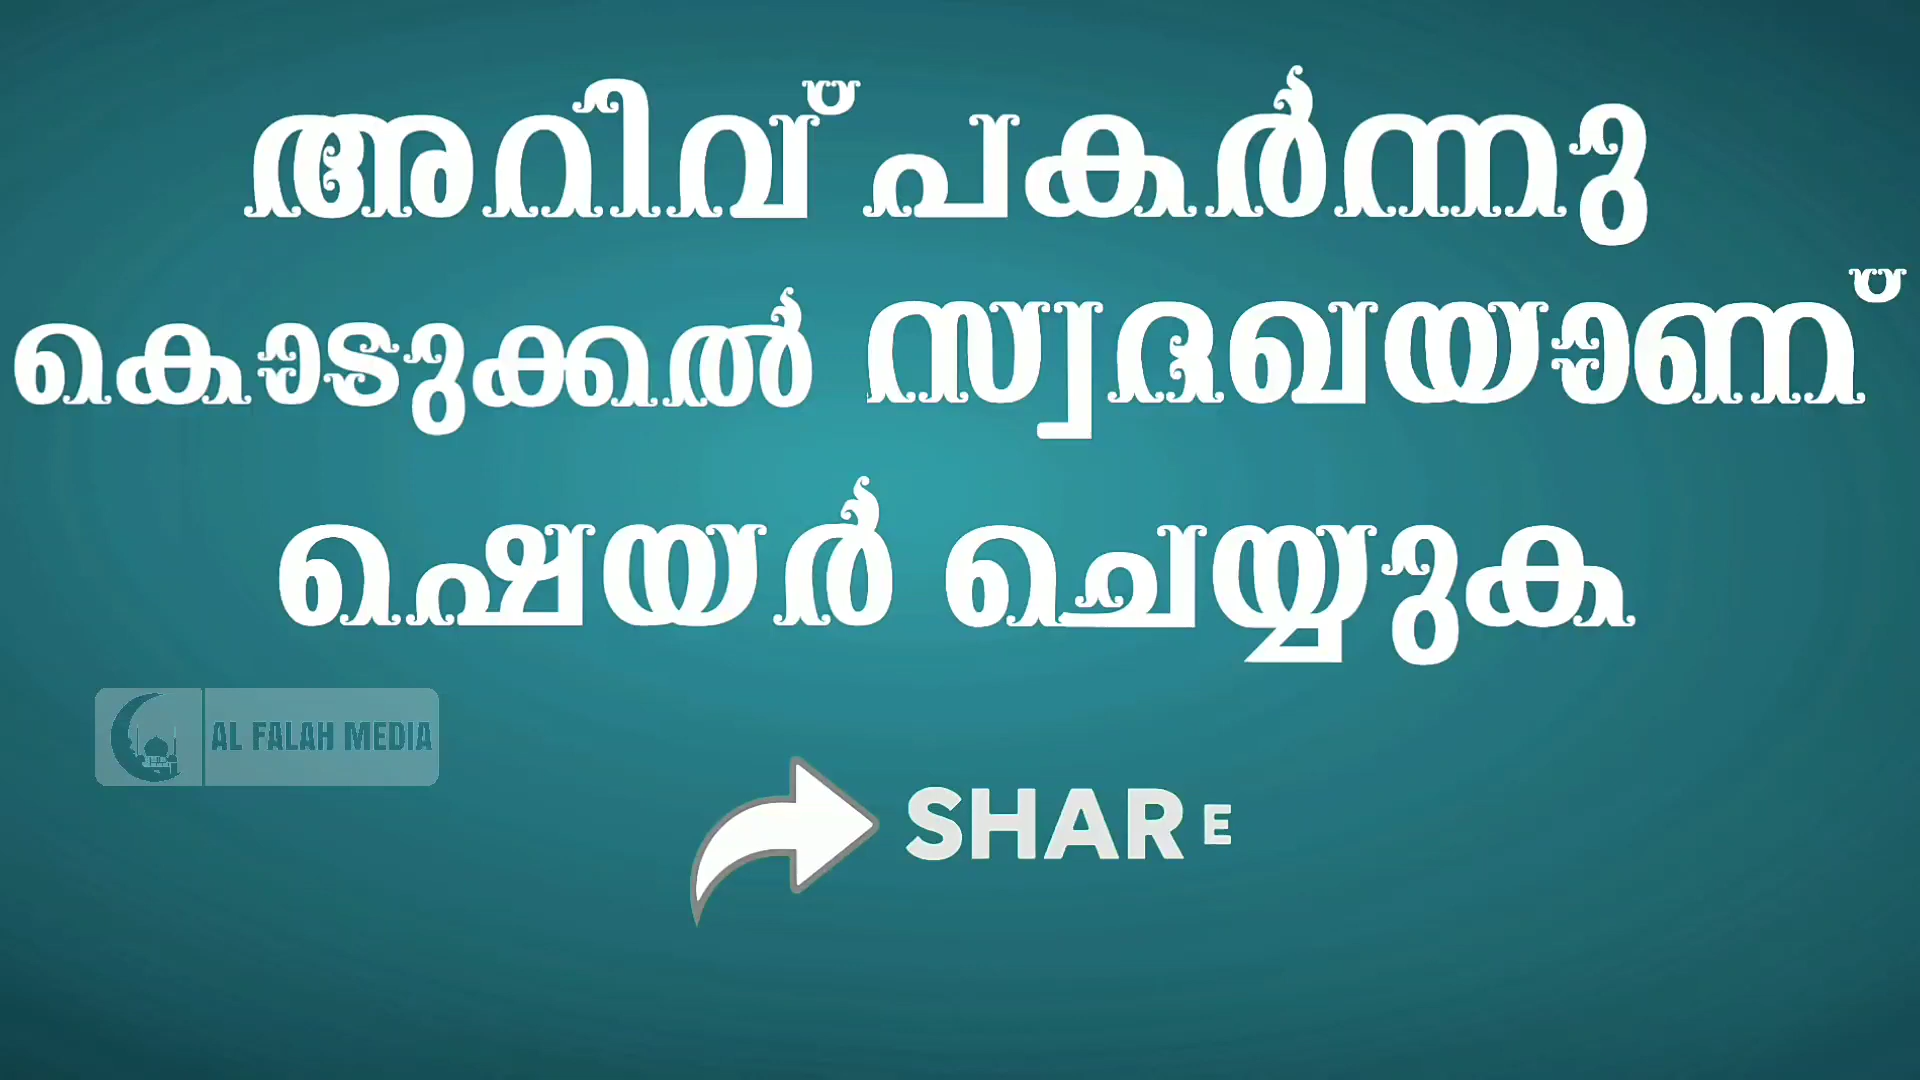 അറിവ് പകർന്നു
കൊടുക്കൽ സ്വദഖയാണ്
ഷെയർ ചെയ്യുക
AL FALAH MEDIA
SHARE